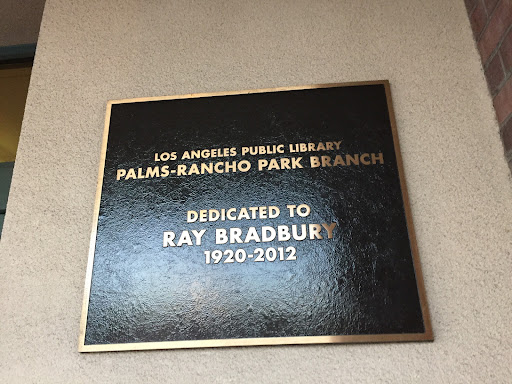 LOS ANGELES PUBLIC LIBRARY
PALMS-RANCHO PARK BRANCH
DEDICATED TO
RAY BRADBURY
1920-2012